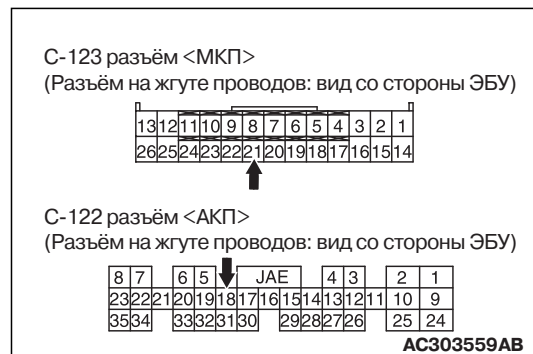 C-123 разъём <МКП>
(Разъём на жгуте проводов: вид со стороны ЭБУ)
13 12 11 10 9 8 7 6 5 4 3 2 1
26 25 24 23 22 21 20 19 18 17 16 15 14
C-122 разъём <АКП>
(Разъём на жгуте проводов: вид со стороны ЭБУ)
8 7 6 5 JAE 4 3 2 1
23 22 21 20 19 18 17 16 15 14 13 12 11 10 9
35 34 33 32 31 30 29 28 27 26 25 24
AC303559AB